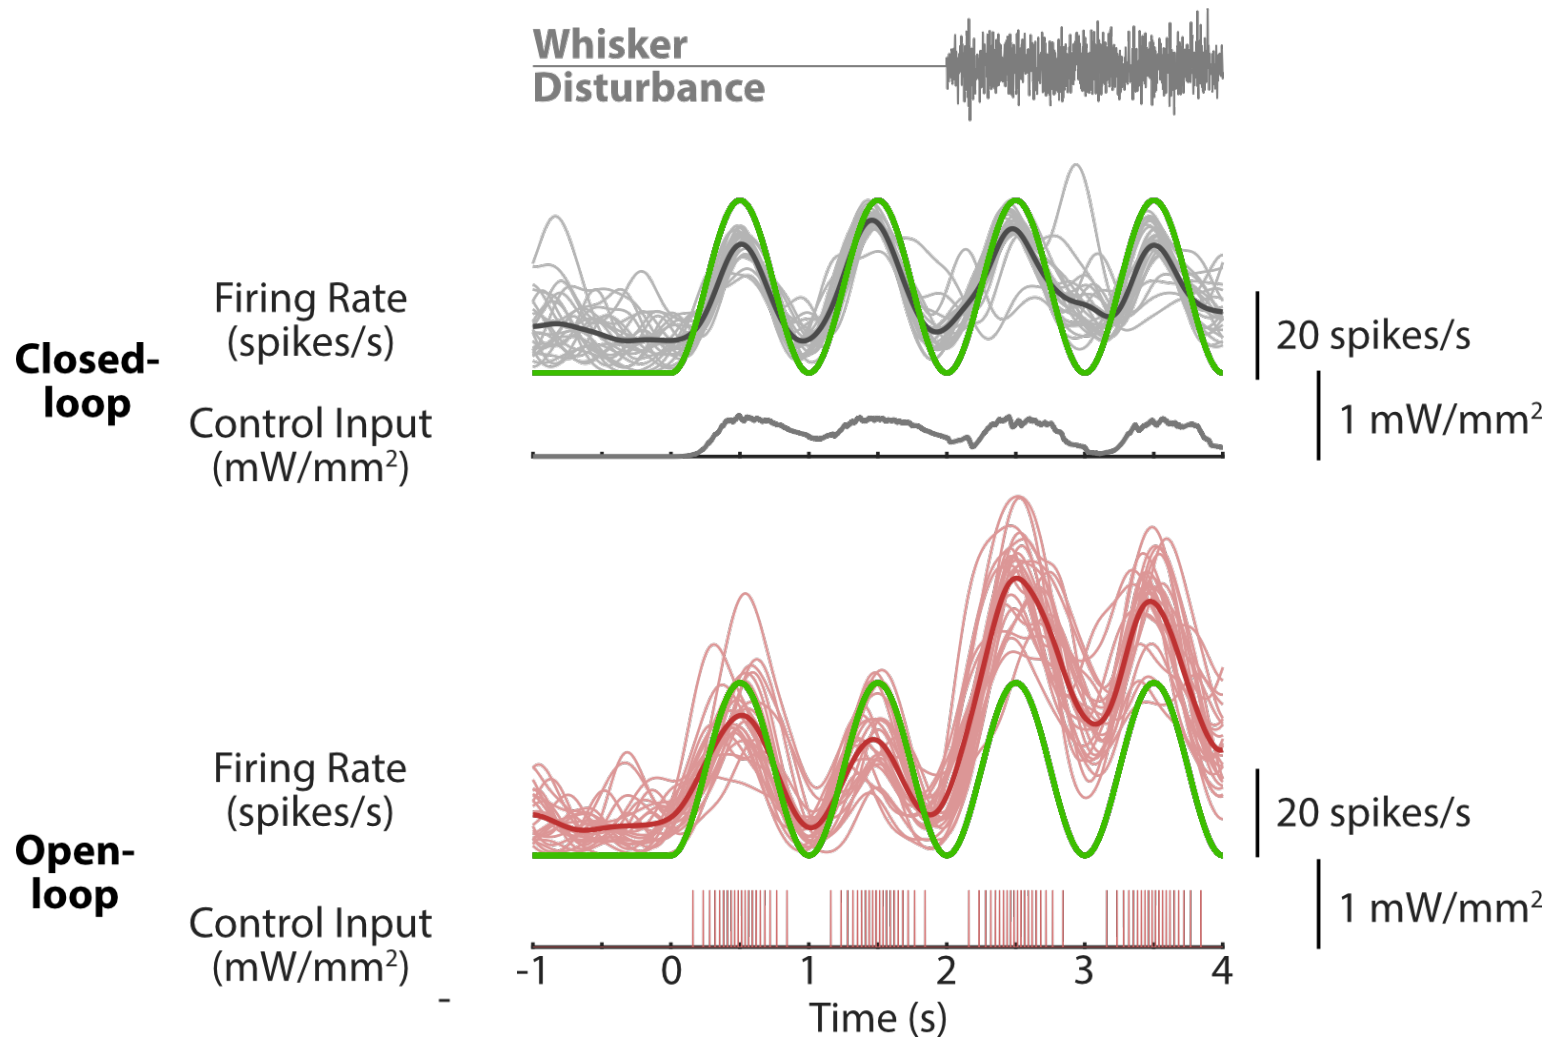 Whisker
Disturbance
Closed-
loop
Firing Rate
(spikes/s)
20 spikes/s
Control Input
(mW/mm²)
1 mW/mm²
Open-
loop
Firing Rate
(spikes/s)
20 spikes/s
Control Input
(mW/mm²)
1 mW/mm²
-1 0 1 2 3 4
-
Time (s)